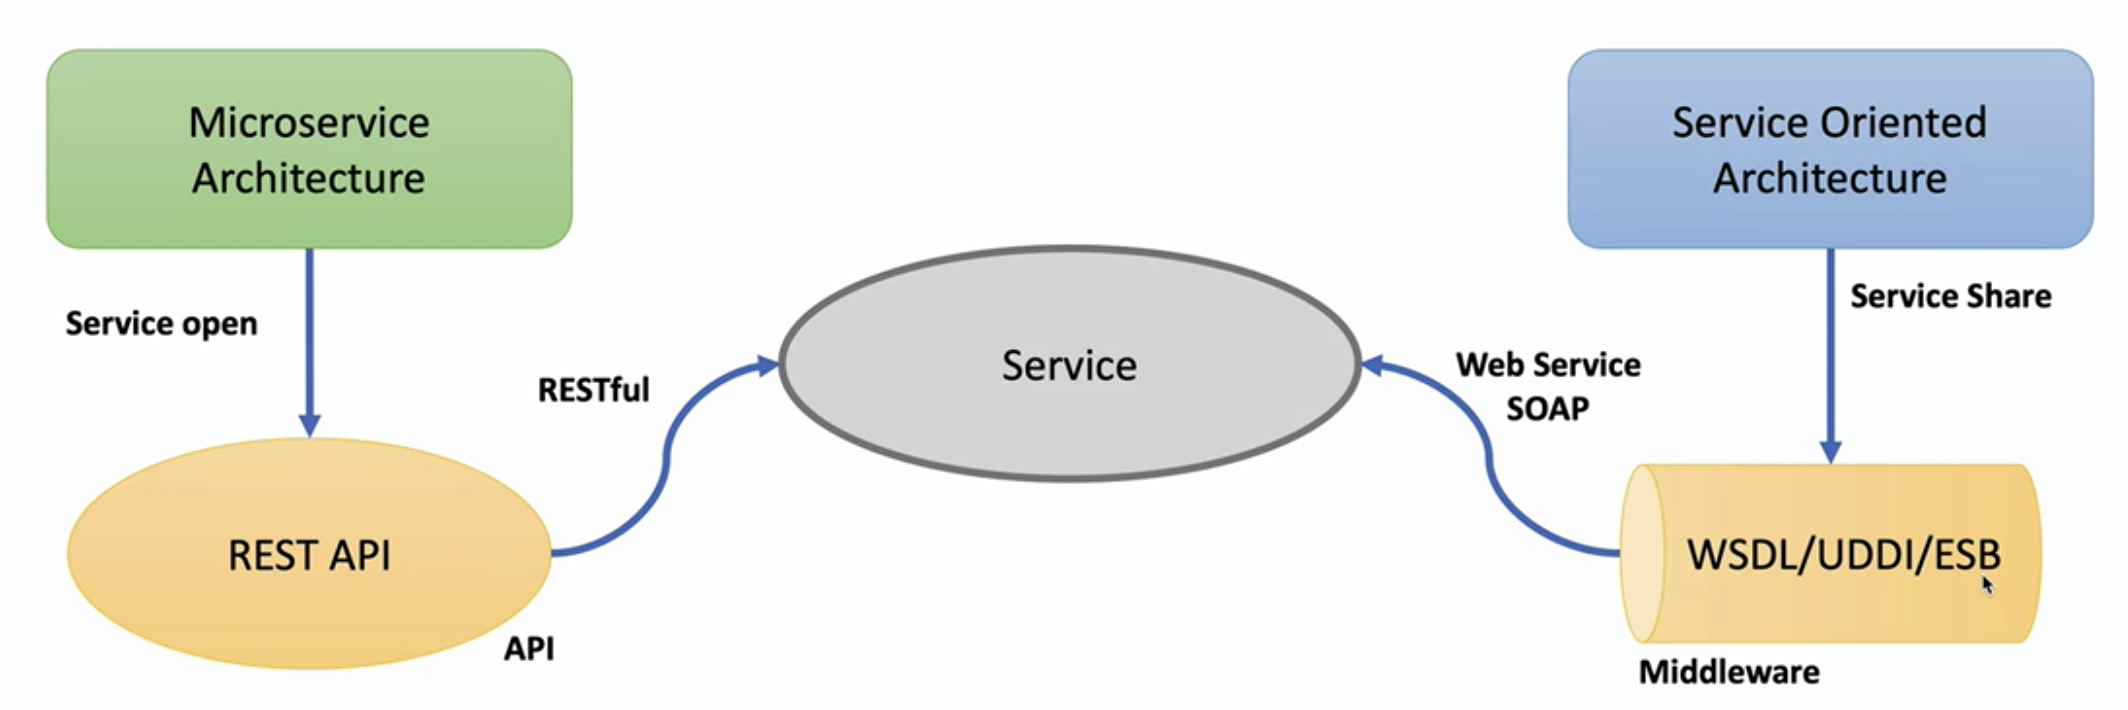 Microservice
Architecture
Service Oriented
Architecture
Service open
Service Share
RESTful
Service
Web Service
SOAP
REST API
WSDL/UDDI/ESB
API
Middleware